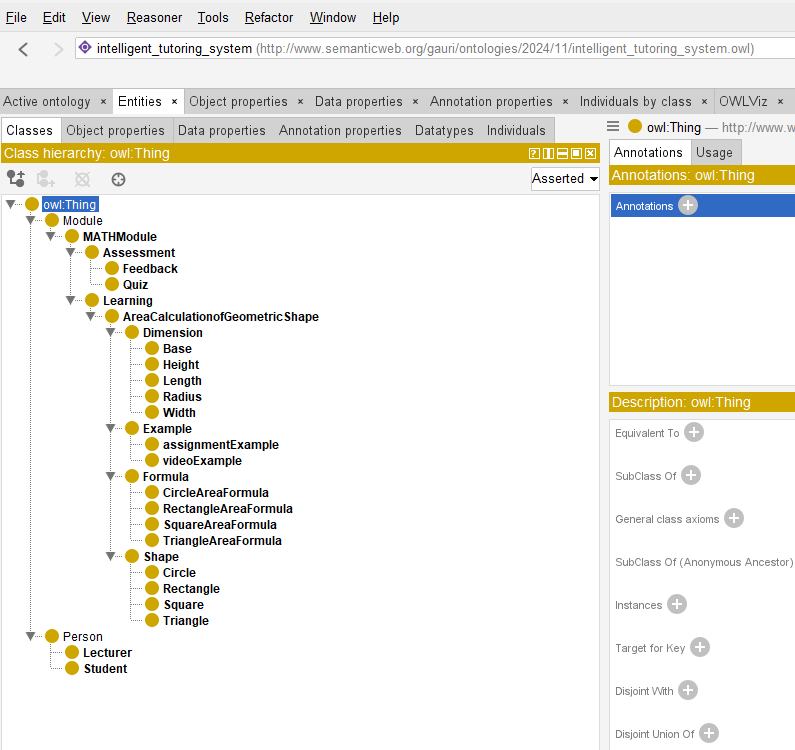 File Edit View Reasoner Tools Refactor Window Help
intelligent_tutoring_system (http://www.semanticweb.org/gauri/ontologies/2024/11/intelligent_tutoring_system.owl)
Active ontology × Entities × Object properties × Data properties × Annotation properties × Individuals by class × OWLViz ×
Classes Object properties Data properties Annotation properties Datatypes Individuals
owl:Thing — http://www.w
Class hierarchy: owl:Thing
Annotations Usage
Annotations: owl:Thing
Asserted
Annotations
owl:Thing
Module
MATHModule
Assessment
Feedback
Quiz
Learning
AreaCalculationofGeometricShape
Dimension
Base
Height
Length
Radius
Width
Example
assignmentExample
videoExample
Formula
CircleAreaFormula
RectangleAreaFormula
SquareAreaFormula
TriangleAreaFormula
Shape
Circle
Rectangle
Square
Triangle
Person
Lecturer
Student
Description: owl:Thing
Equivalent To
SubClass Of
General class axioms
SubClass Of (Anonymous Ancestor)
Instances
Target for Key
Disjoint With
Disjoint Union Of